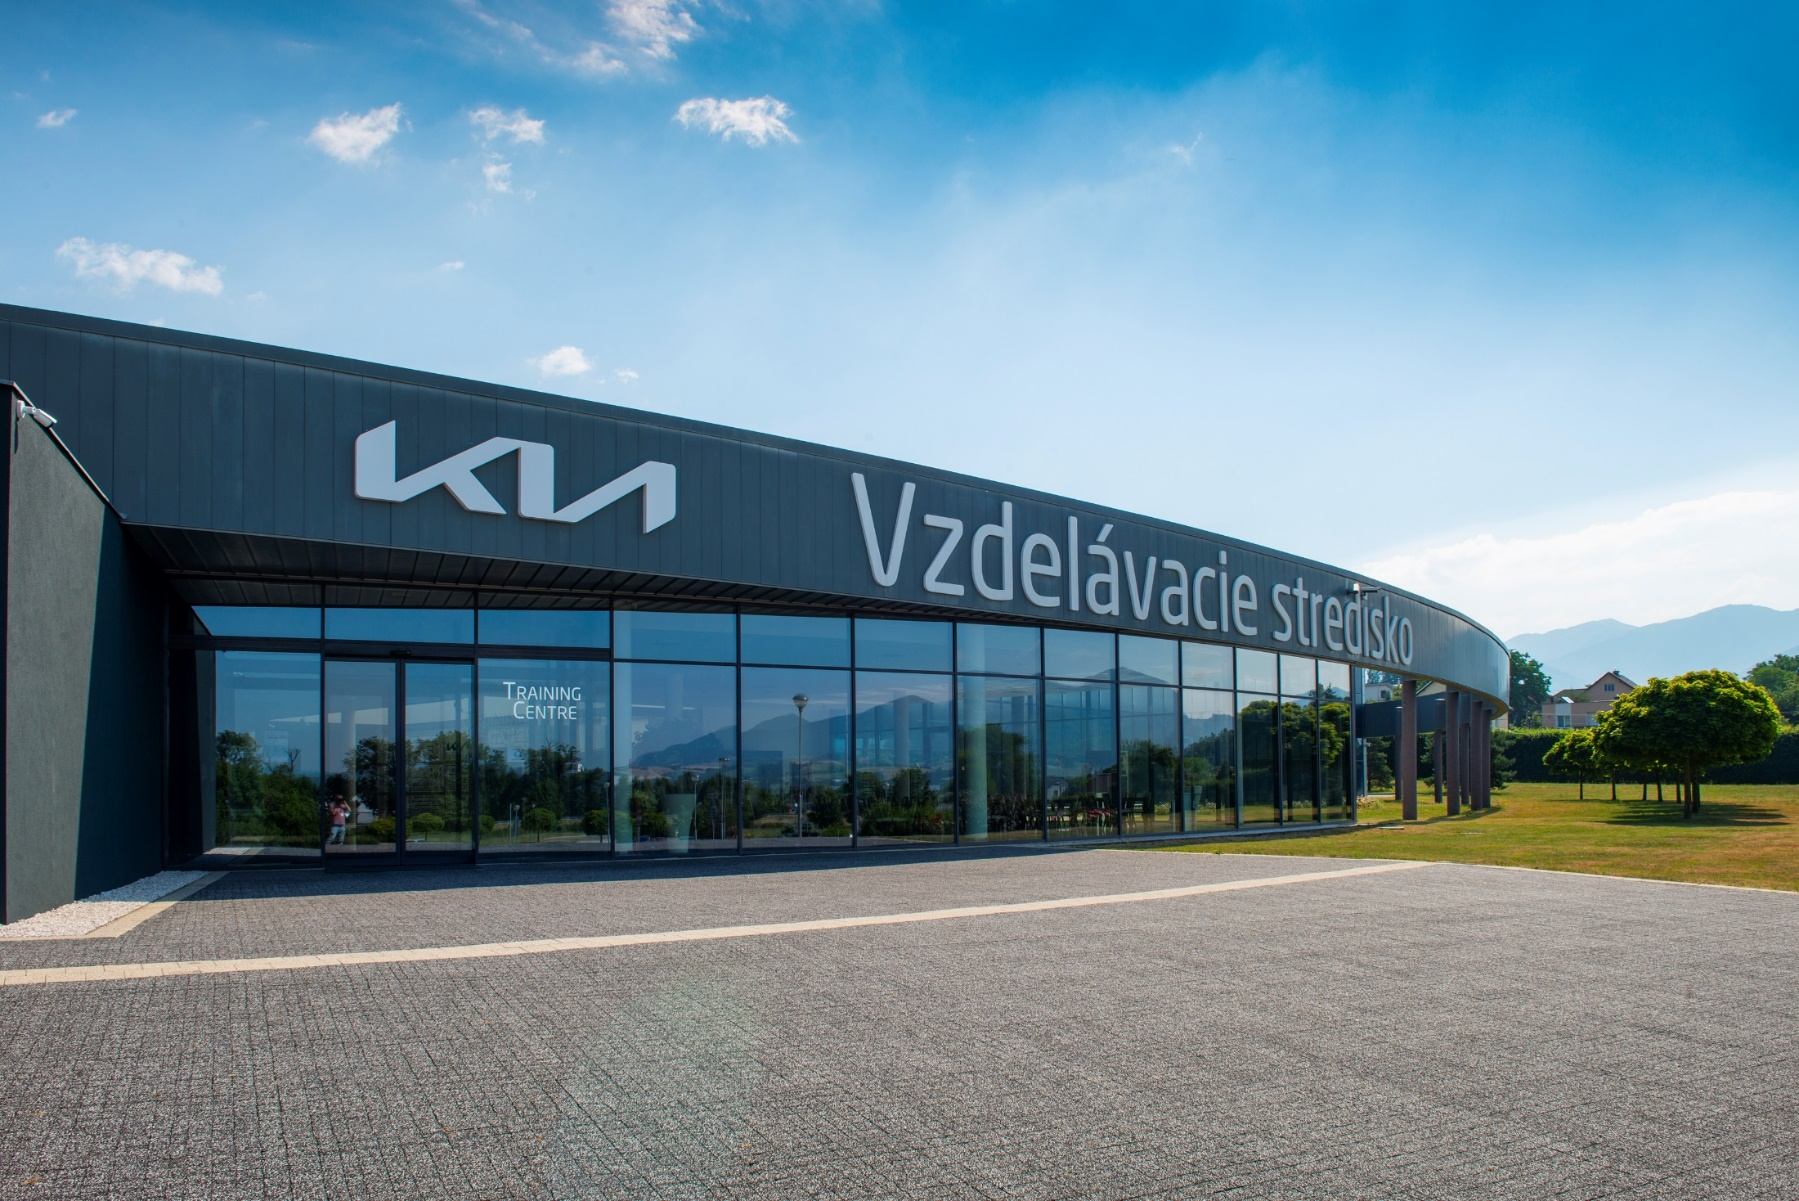 KIA
Vzdelávacie stredisko
TRAINING
CENTRE